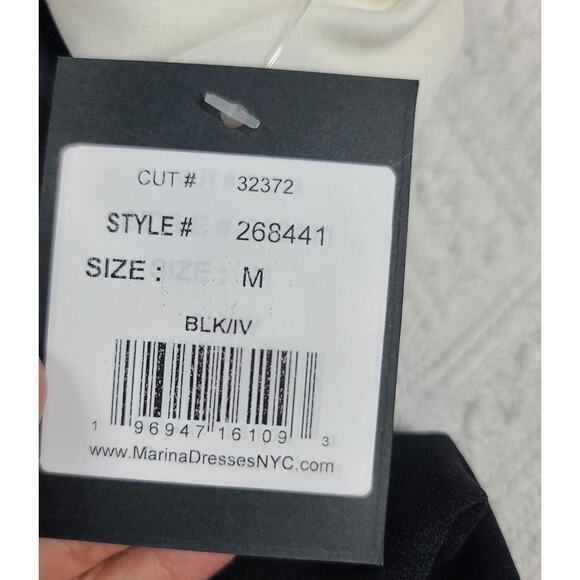 CUT # 32372
STYLE# 268441
SIZE : M
BLK/IV
1 96947 16109 3
www.MarinaDressesNYC.com